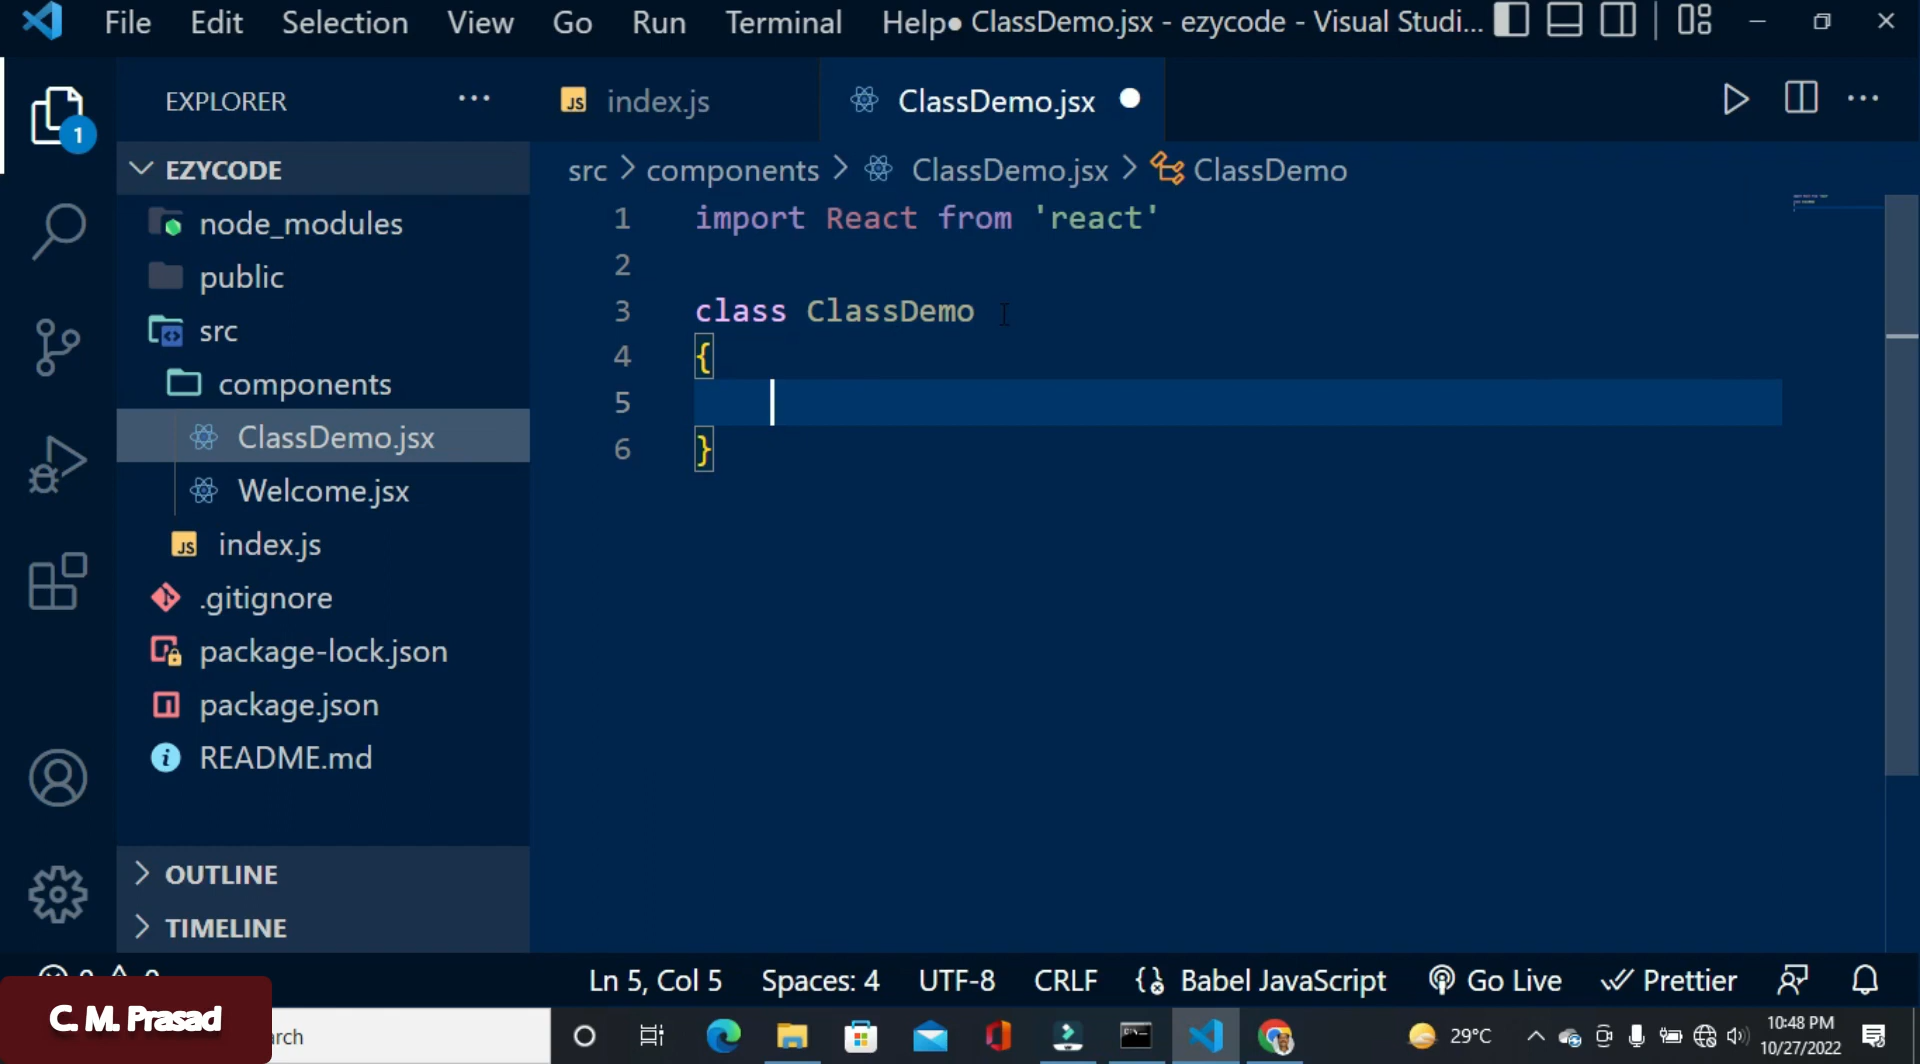 File Edit Selection View Go Run Terminal Help ● ClassDemo.jsx - ezycode - Visual Studi...
EXPLORER ... JS index.js ClassDemo.jsx ●
1
EZYCODE
src > components > ClassDemo.jsx > ClassDemo
node_modules
public
src
components
ClassDemo.jsx
Welcome.jsx
JS index.js
.gitignore
package-lock.json
package.json
README.md
OUTLINE
TIMELINE
1 import React from 'react'
2
3 class ClassDemo
4 {
5
6 }
Ln 5, Col 5 Spaces: 4 UTF-8 CRLF Babel JavaScript Go Live Prettier
C. M. Prasad
29°C
10:48 PM
10/27/2022